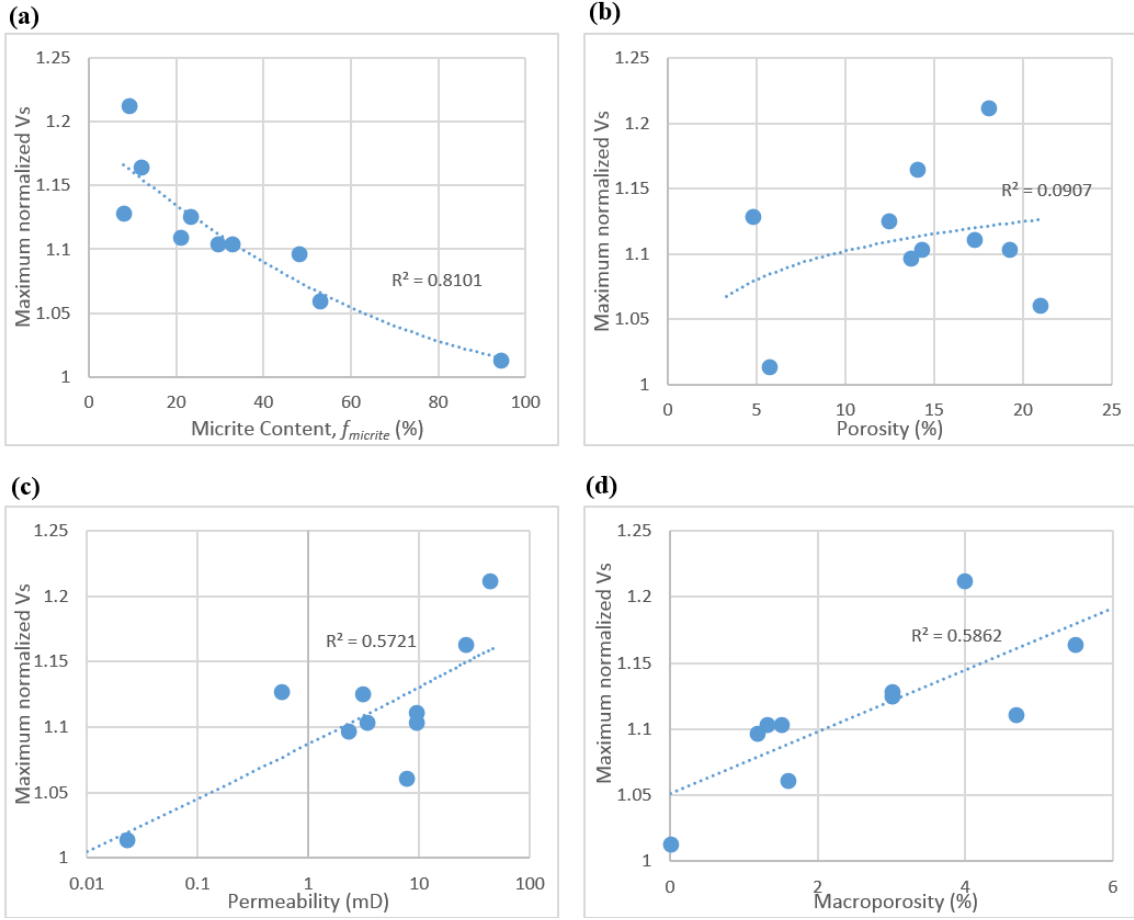 (a)
Maximum normalized Vs
1.25
1.2
1.15
1.1
1.05
1
R² = 0.8101
0
20
40
60
80
100
Micrite Content, fmicrite (%)
(b)
Maximum normalized Vs
1.25
1.2
1.15
1.1
1.05
1
R² = 0.0907
0
5
10
15
20
25
Porosity (%)
(c)
Maximum normalized Vs
1.25
1.2
1.15
1.1
1.05
1
R² = 0.5721
0.01
0.1
1
10
100
Permeability (mD)
(d)
Maximum normalized Vs
1.25
1.2
1.15
1.1
1.05
1
R² = 0.5862
0
2
4
6
Macroporosity (%)